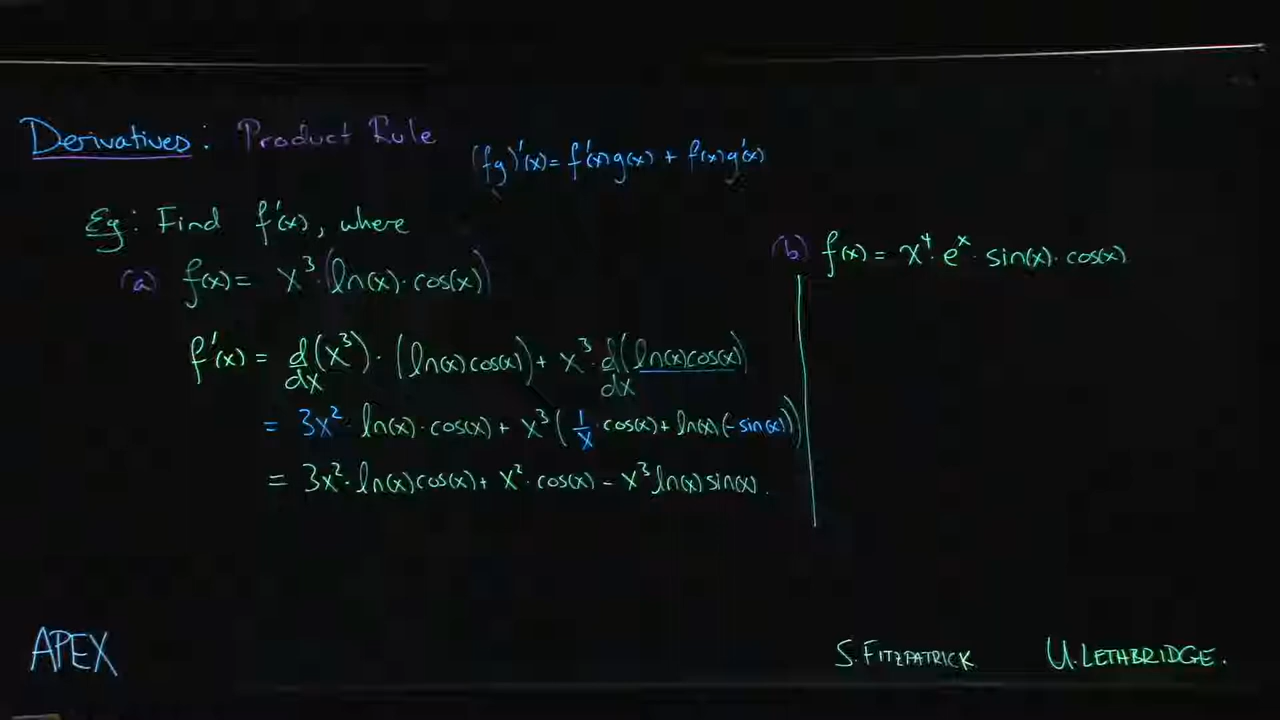 Derivatives: Product Rule
(fg)'(x) = f'(x)g(x) + f(x)g'(x)
Eg: Find f'(x), where
(a) f(x) = x³·(ln(x)·cos(x))
f'(x) = d/dx(x³)·(ln(x)cos(x)) + x³·d/dx(ln(x)cos(x))
= 3x²·ln(x)·cos(x) + x³(1/x·cos(x) + ln(x)(-sin(x)))
= 3x²·ln(x)cos(x) + x²·cos(x) - x³ln(x)sin(x).
(b) f(x) = x⁴·eˣ·sin(x)·cos(x)
APEX
S. FITZPATRICK
U. LETHBRIDGE.